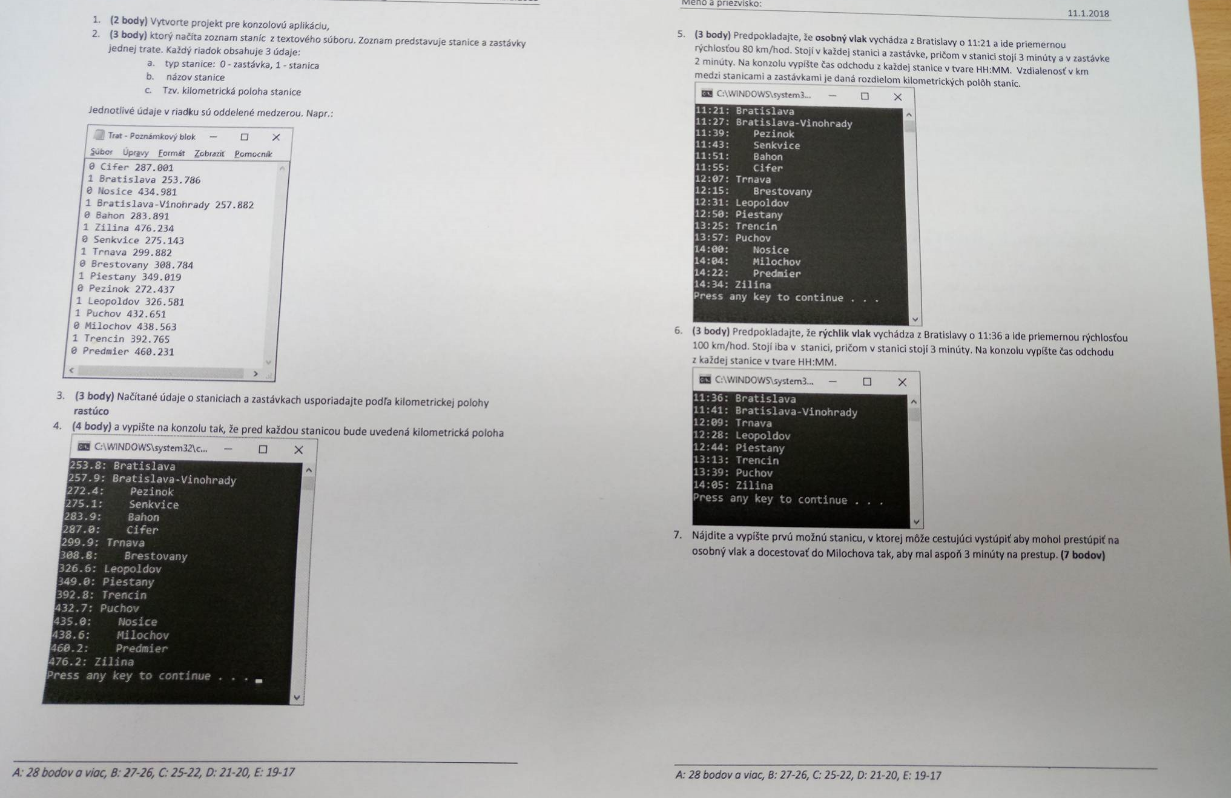 1. (2 body) Vytvorte projekt pre konzolovú aplikáciu,
2. (3 body) ktorý načíta zoznam staníc z textového súboru. Zoznam predstavuje stanice a zastávky
jednej trate. Každý riadok obsahuje 3 údaje:
a. typ stanice: 0 - zastávka, 1 - stanica
b. názov stanice
c. Tzv. kilometrická poloha stanice
Jednotlivé údaje v riadku sú oddelené medzerou. Napr.:
Trat - Poznámkový blok
Súbor Úpravy Formát Zobraziť Pomocník
0 Cifer 287.001
1 Bratislava 253.786
0 Nosice 434.981
1 Bratislava-Vinohrady 257.882
0 Bahon 283.891
1 Zilina 476.234
0 Senkvice 275.143
1 Trnava 299.882
0 Brestovany 308.784
1 Piestany 349.019
0 Pezinok 272.437
1 Leopoldov 326.581
1 Puchov 432.651
0 Milochov 438.563
1 Trencin 392.765
0 Predmier 460.231
3. (3 body) Načítané údaje o staniciach a zastávkach usporiadajte podľa kilometrickej polohy
rastúco
4. (4 body) a vypíšte na konzolu tak, že pred každou stanicou bude uvedená kilometrická poloha
C:\WINDOWS\system32\c...
253.8: Bratislava
257.9: Bratislava-Vinohrady
272.4: Pezinok
275.1: Senkvice
283.9: Bahon
287.0: Cifer
299.9: Trnava
308.8: Brestovany
326.6: Leopoldov
349.0: Piestany
392.8: Trencin
432.7: Puchov
435.0: Nosice
438.6: Milochov
460.2: Predmier
476.2: Zilina
Press any key to continue . . .
A: 28 bodov a viac, B: 27-26, C: 25-22, D: 21-20, E: 19-17
Meno a priezvisko:
11.1.2018
5. (3 body) Predpokladajte, že osobný vlak vychádza z Bratislavy o 11:21 a ide priemernou
rýchlosťou 80 km/hod. Stojí v každej stanici a zastávke, pričom v stanici stojí 3 minúty a v zastávke
2 minúty. Na konzolu vypíšte čas odchodu z každej stanice v tvare HH:MM. Vzdialenosť v km
medzi stanicami a zastávkami je daná rozdielom kilometrických polôh staníc.
C:\WINDOWS\system3...
11:21: Bratislava
11:27: Bratislava-Vinohrady
11:39: Pezinok
11:43: Senkvice
11:51: Bahon
11:55: Cifer
12:07: Trnava
12:15: Brestovany
12:31: Leopoldov
12:50: Piestany
13:25: Trencin
13:57: Puchov
14:00: Nosice
14:04: Milochov
14:22: Predmier
14:34: Zilina
Press any key to continue . . .
6. (3 body) Predpokladajte, že rýchlik vlak vychádza z Bratislavy o 11:36 a ide priemernou rýchlosťou
100 km/hod. Stojí iba v stanici, pričom v stanici stojí 3 minúty. Na konzolu vypíšte čas odchodu
z každej stanice v tvare HH:MM.
C:\WINDOWS\system3...
11:36: Bratislava
11:41: Bratislava-Vinohrady
12:09: Trnava
12:28: Leopoldov
12:44: Piestany
13:13: Trencin
13:39: Puchov
14:05: Zilina
Press any key to continue . . .
7. Nájdite a vypíšte prvú možnú stanicu, v ktorej môže cestujúci vystúpiť aby mohol prestúpiť na
osobný vlak a docestovať do Milochova tak, aby mal aspoň 3 minúty na prestup. (7 bodov)
A: 28 bodov a viac, B: 27-26, C: 25-22, D: 21-20, E: 19-17